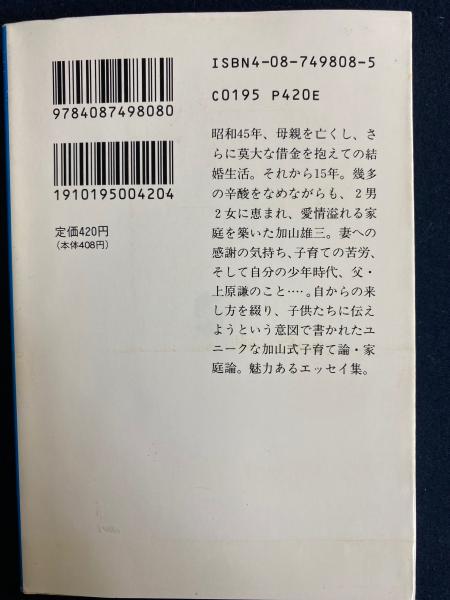 ISBN4-08-749808-5
C0195 P420E
9784087498080
1910195004204
定価420円
(本体408円)
昭和45年、母親を亡くし、さ
らに莫大な借金を抱えての結
婚生活。それから15年。幾多
の辛酸をなめながらも、2男
2女に恵まれ、愛情溢れる家
庭を築いた加山雄三。妻への
感謝の気持ち、子育ての苦労、
そして自分の少年時代、父・
上原謙のこと‥‥。自からの来
し方を綴り、子供たちに伝え
ようという意図で書かれたユ
ニークな加山式子育て論・家
庭論。魅力あるエッセイ集。